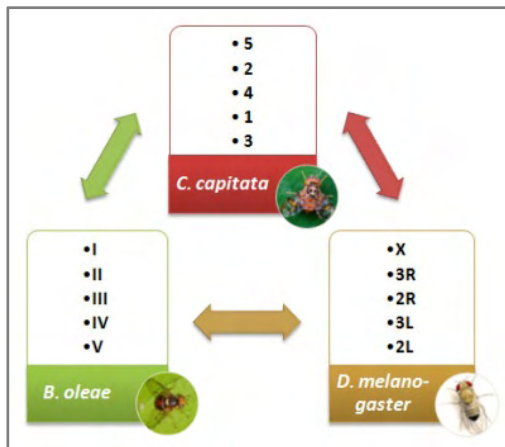 • 5
• 2
• 4
• 1
• 3
C. capitata
•I
•II
•III
•IV
•V
B. oleae
•X
•3R
•2R
•3L
•2L
D. melano-
gaster